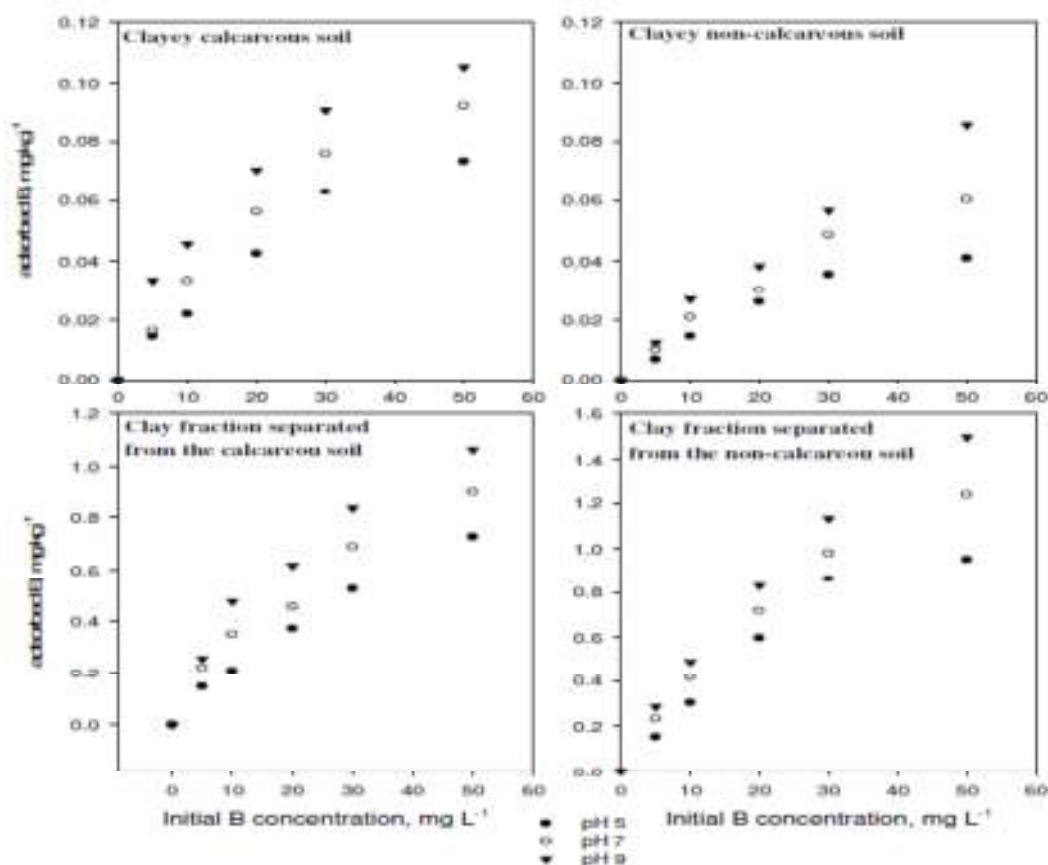 Clayey calcareous soil
0.12
0.10
0.08
0.06
0.04
0.02
0.00
0 10 20 30 40 50 60
Clayey non-calcareous soil
0.12
0.10
0.08
0.06
0.04
0.02
0.00
0 10 20 30 40 50 60
Clay fraction separated
from the calcareou soil
1.2
1.0
0.8
0.6
0.4
0.2
0.0
0 10 20 30 40 50 60
Initial B concentration, mg L⁻¹
Clay fraction separated
from the non-calcareou soil
1.6
1.4
1.2
1.0
0.8
0.6
0.4
0.2
0.0
0 10 20 30 40 50 60
Initial B concentration, mg L⁻¹
pH 5
pH 7
pH 9